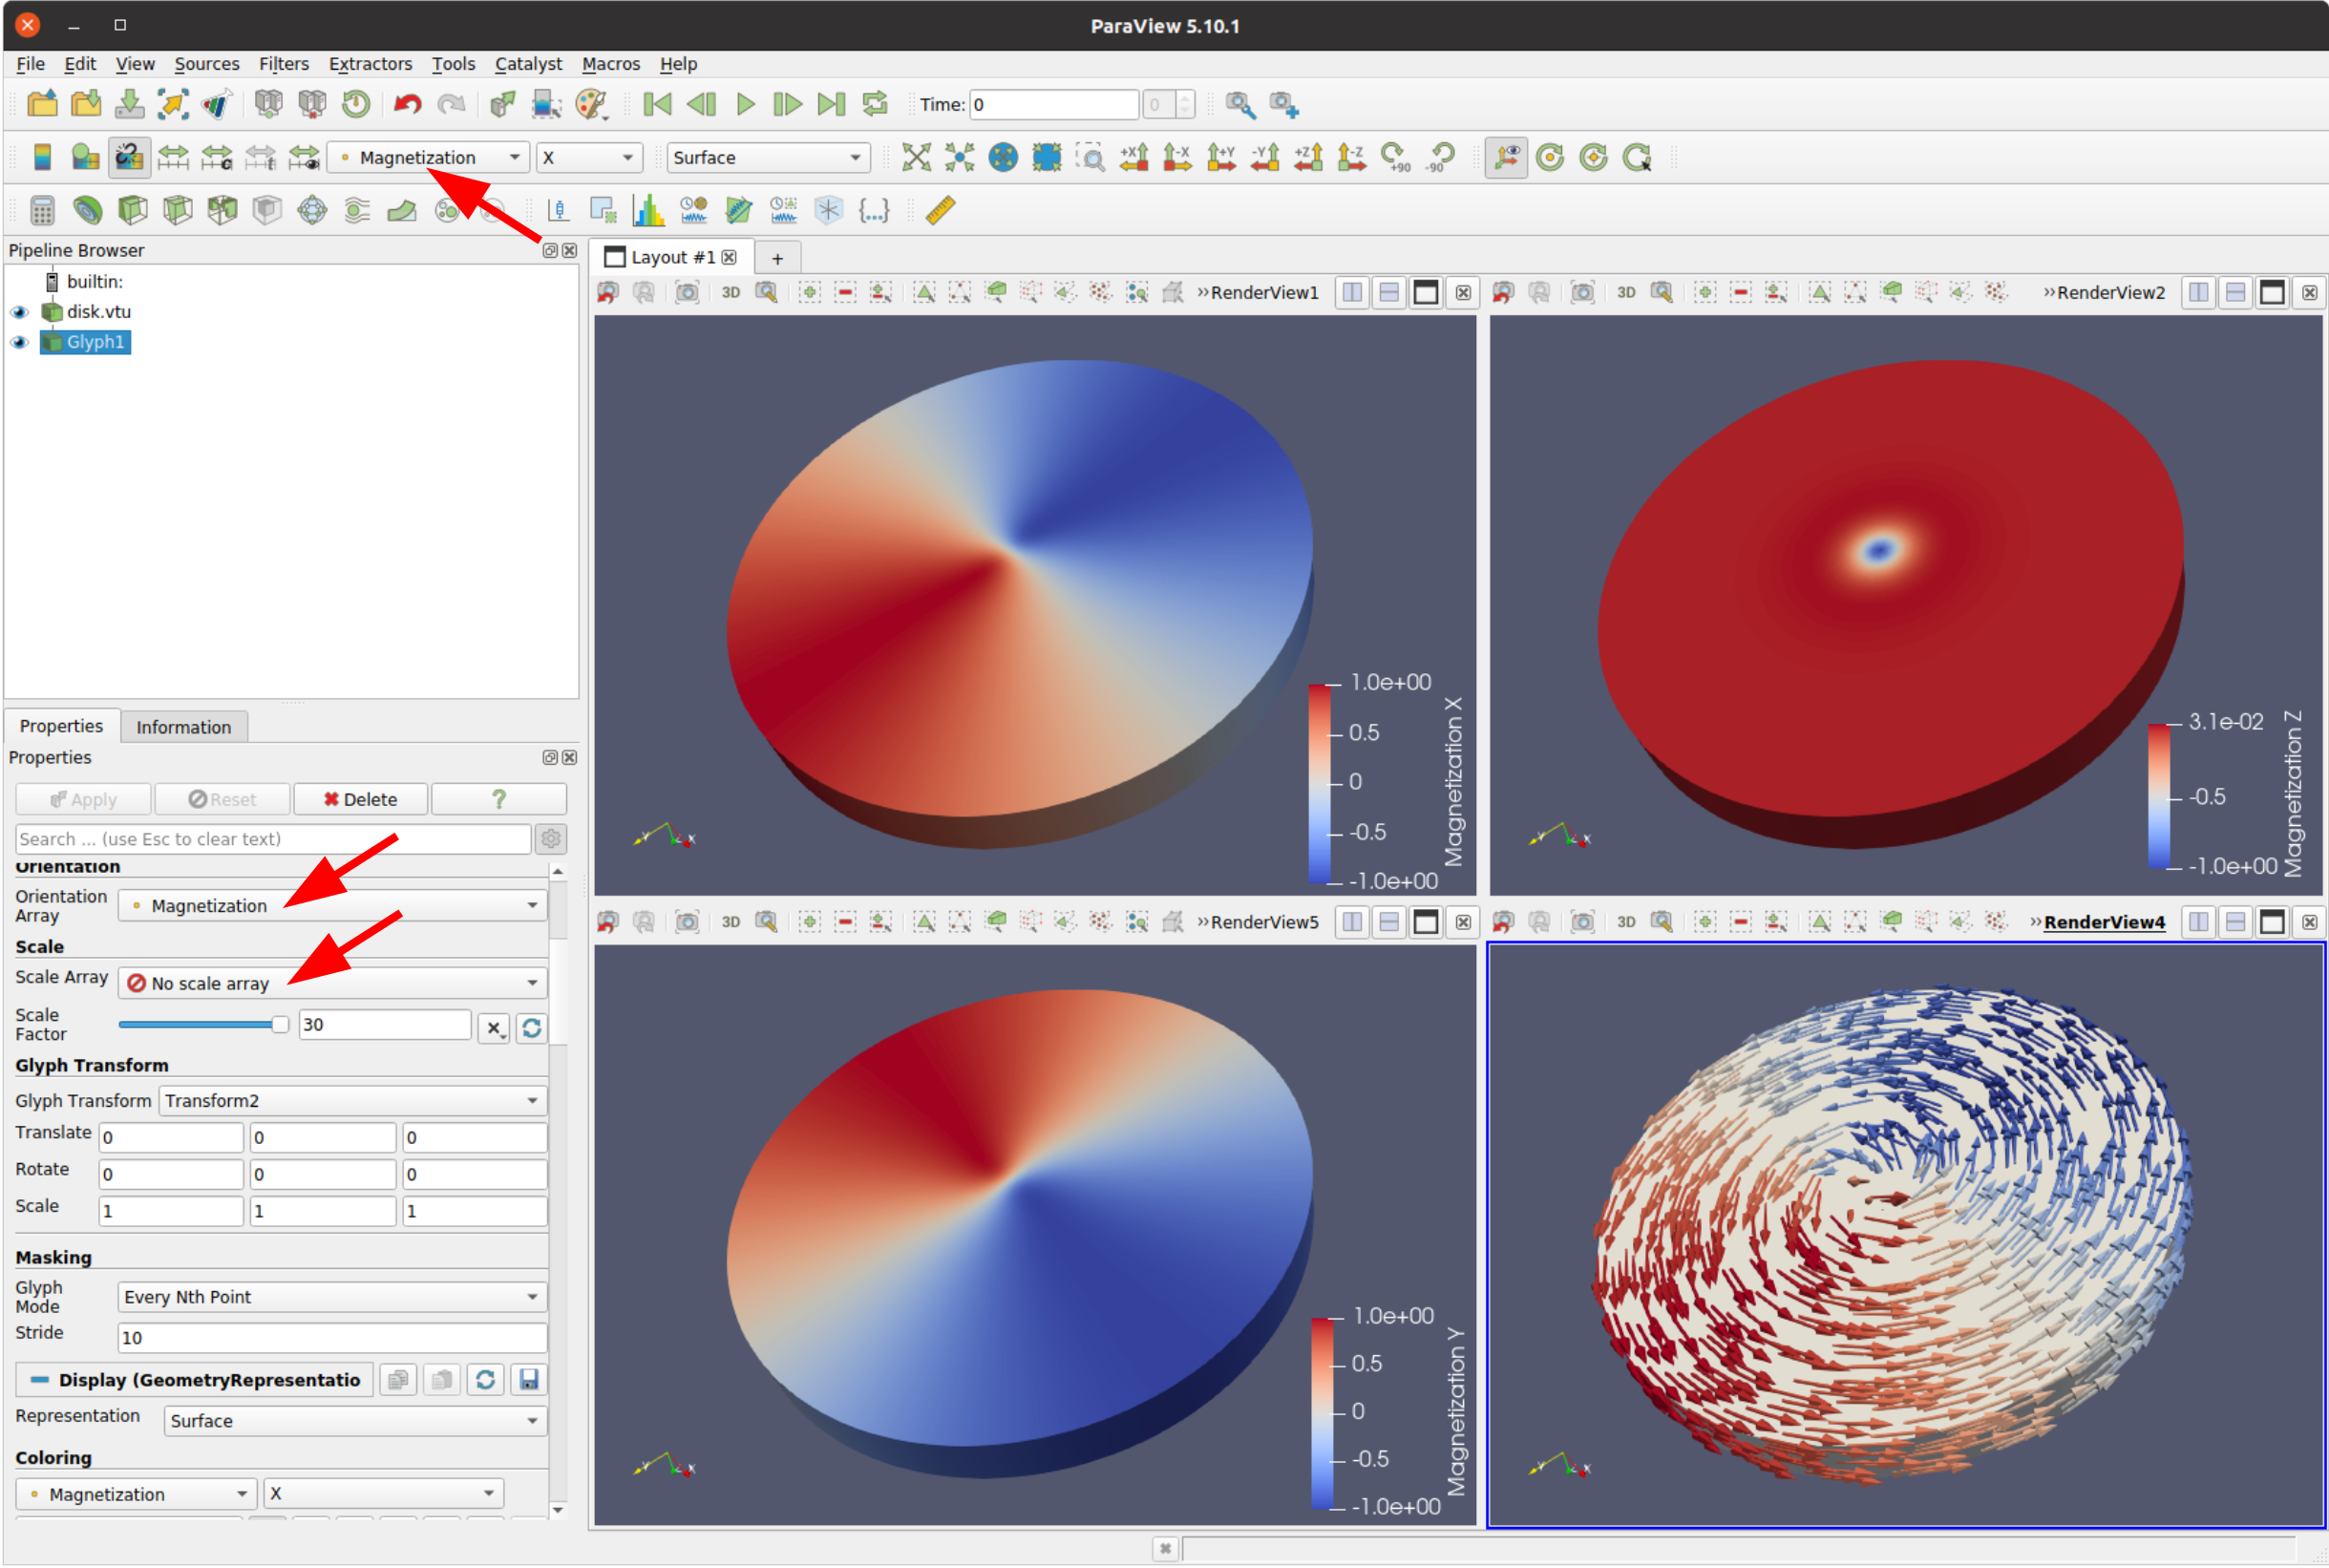 ParaView 5.10.1
File Edit View Sources Filters Extractors Tools Catalyst Macros Help
Time: 0 0
Magnetization X Surface +X -X +Y -Y +Z -Z +90 -90
{...}
Pipeline Browser
builtin:
disk.vtu
Glyph1
Properties Information
Properties
Apply Reset Delete ?
Search ... (use Esc to clear text)
Orientation
Orientation Array Magnetization
Scale
Scale Array No scale array
Scale Factor 30
Glyph Transform
Glyph Transform Transform2
Translate 0 0 0
Rotate 0 0 0
Scale 1 1 1
Masking
Glyph Mode Every Nth Point
Stride 10
Display (GeometryRepresentatio
Representation Surface
Coloring
Magnetization X
Layout #1 +
3D »RenderView1
1.0e+00
0.5
0
-0.5
-1.0e+00
Magnetization X
Y Z X
3D »RenderView2
3.1e-02
-0.5
-1.0e+00
Magnetization Z
Y Z X
3D »RenderView5
1.0e+00
0.5
0
-0.5
-1.0e+00
Magnetization Y
Y Z X
3D »RenderView4
Y Z X